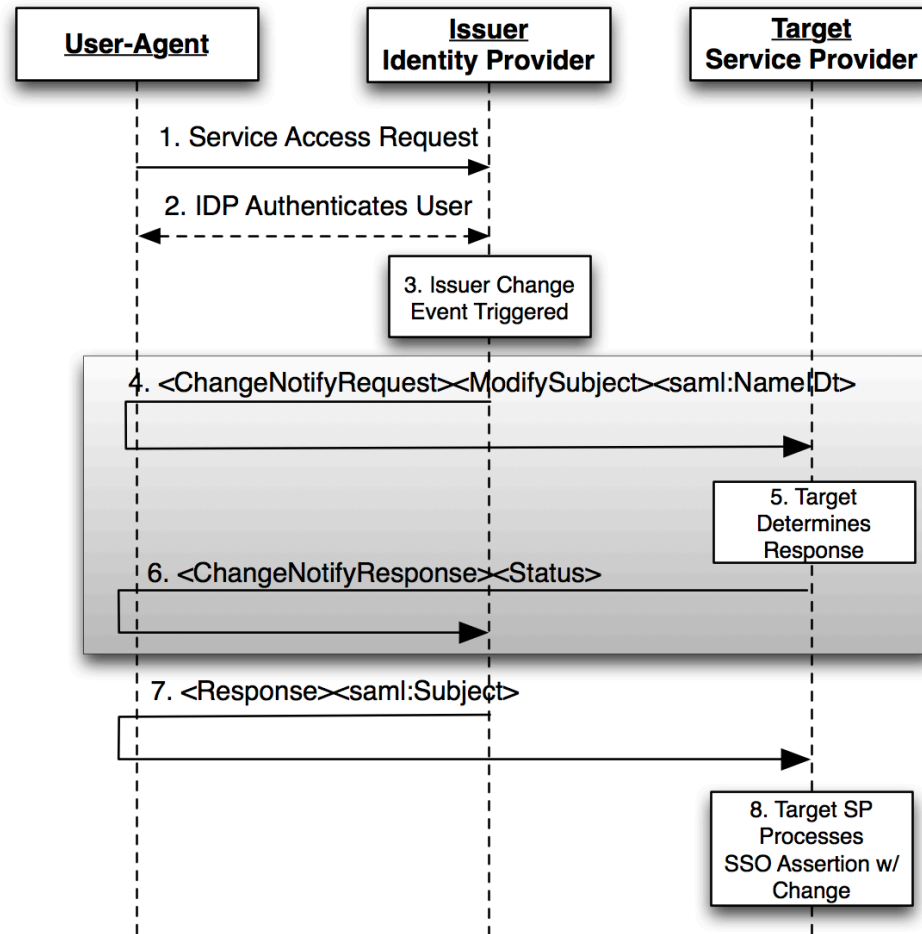 User-Agent
Issuer
Identity Provider
Target
Service Provider
1. Service Access Request
2. IDP Authenticates User
3. Issuer Change
Event Triggered
4. <ChangeNotifyRequest><ModifySubject><saml:NameIDt>
5. Target
Determines
Response
6. <ChangeNotifyResponse><Status>
7. <Response><saml:Subject>
8. Target SP
Processes
SSO Assertion w/
Change